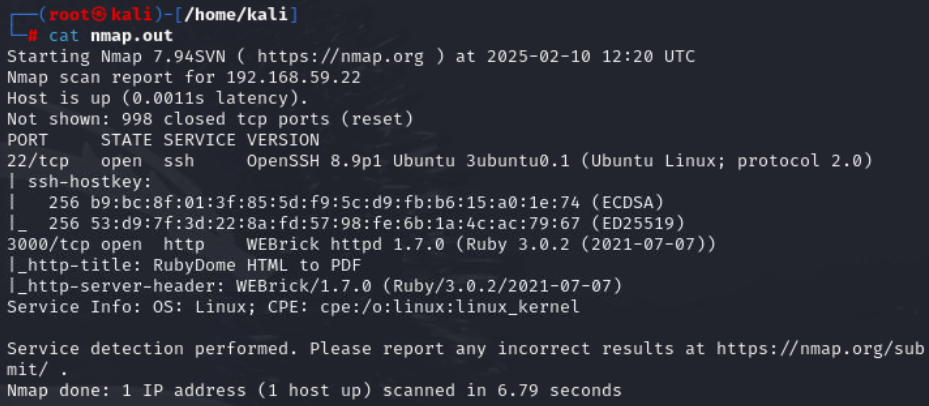 ┌──(root㉿kali)-[/home/kali]
└─# cat nmap.out
Starting Nmap 7.94SVN ( https://nmap.org ) at 2025-02-10 12:20 UTC
Nmap scan report for 192.168.59.22
Host is up (0.0011s latency).
Not shown: 998 closed tcp ports (reset)
PORT     STATE SERVICE VERSION
22/tcp   open  ssh     OpenSSH 8.9p1 Ubuntu 3ubuntu0.1 (Ubuntu Linux; protocol 2.0)
| ssh-hostkey:
|   256 b9:bc:8f:01:3f:85:5d:f9:5c:d9:fb:b6:15:a0:1e:74 (ECDSA)
|_  256 53:d9:7f:3d:22:8a:fd:57:98:fe:6b:1a:4c:ac:79:67 (ED25519)
3000/tcp open  http    WEBrick httpd 1.7.0 (Ruby 3.0.2 (2021-07-07))
|_http-title: RubyDome HTML to PDF
|_http-server-header: WEBrick/1.7.0 (Ruby/3.0.2/2021-07-07)
Service Info: OS: Linux; CPE: cpe:/o:linux:linux_kernel

Service detection performed. Please report any incorrect results at https://nmap.org/sub
mit/ .
Nmap done: 1 IP address (1 host up) scanned in 6.79 seconds